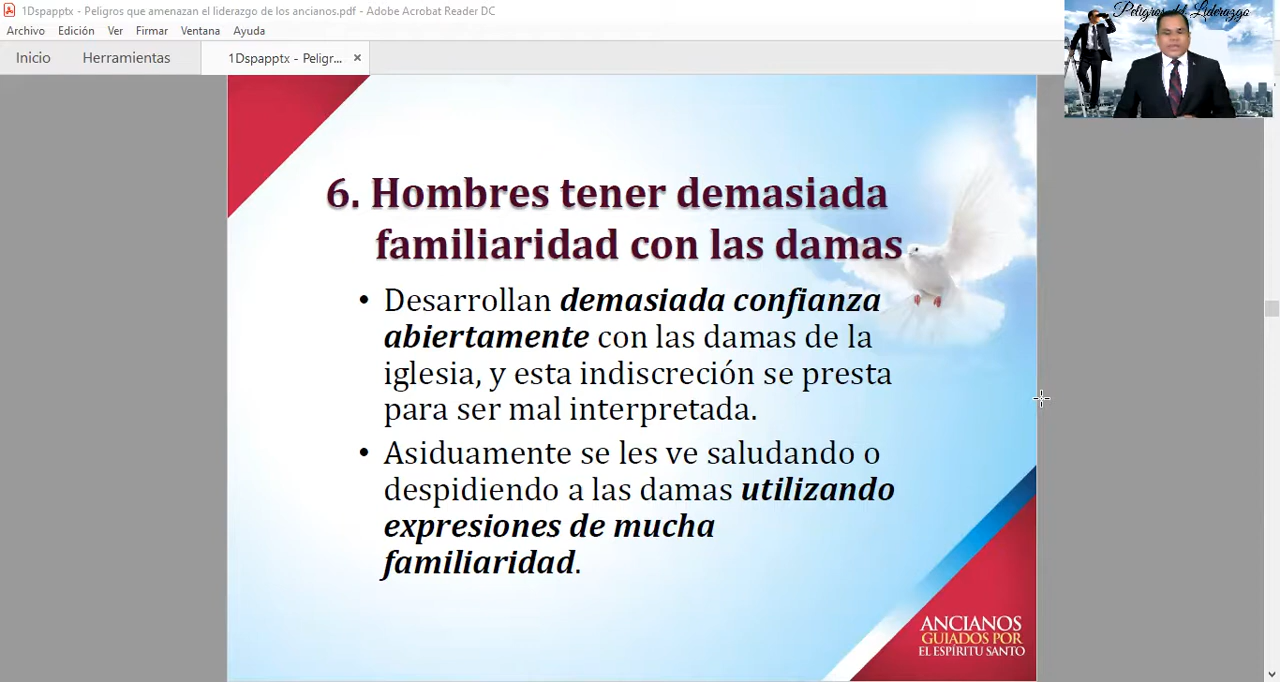 1Dspapptx - Peligros que amenazan el liderazgo de los ancianos.pdf - Adobe Acrobat Reader DC
Archivo Edición Ver Firmar Ventana Ayuda
Inicio Herramientas 1Dspapptx - Peligr... ×
Peligros del Liderazgo
6. Hombres tener demasiada
familiaridad con las damas
• Desarrollan demasiada confianza
abiertamente con las damas de la
iglesia, y esta indiscreción se presta
para ser mal interpretada.
• Asiduamente se les ve saludando o
despidiendo a las damas utilizando
expresiones de mucha
familiaridad.
ANCIANOS
GUIADOS POR
EL ESPÍRITU SANTO